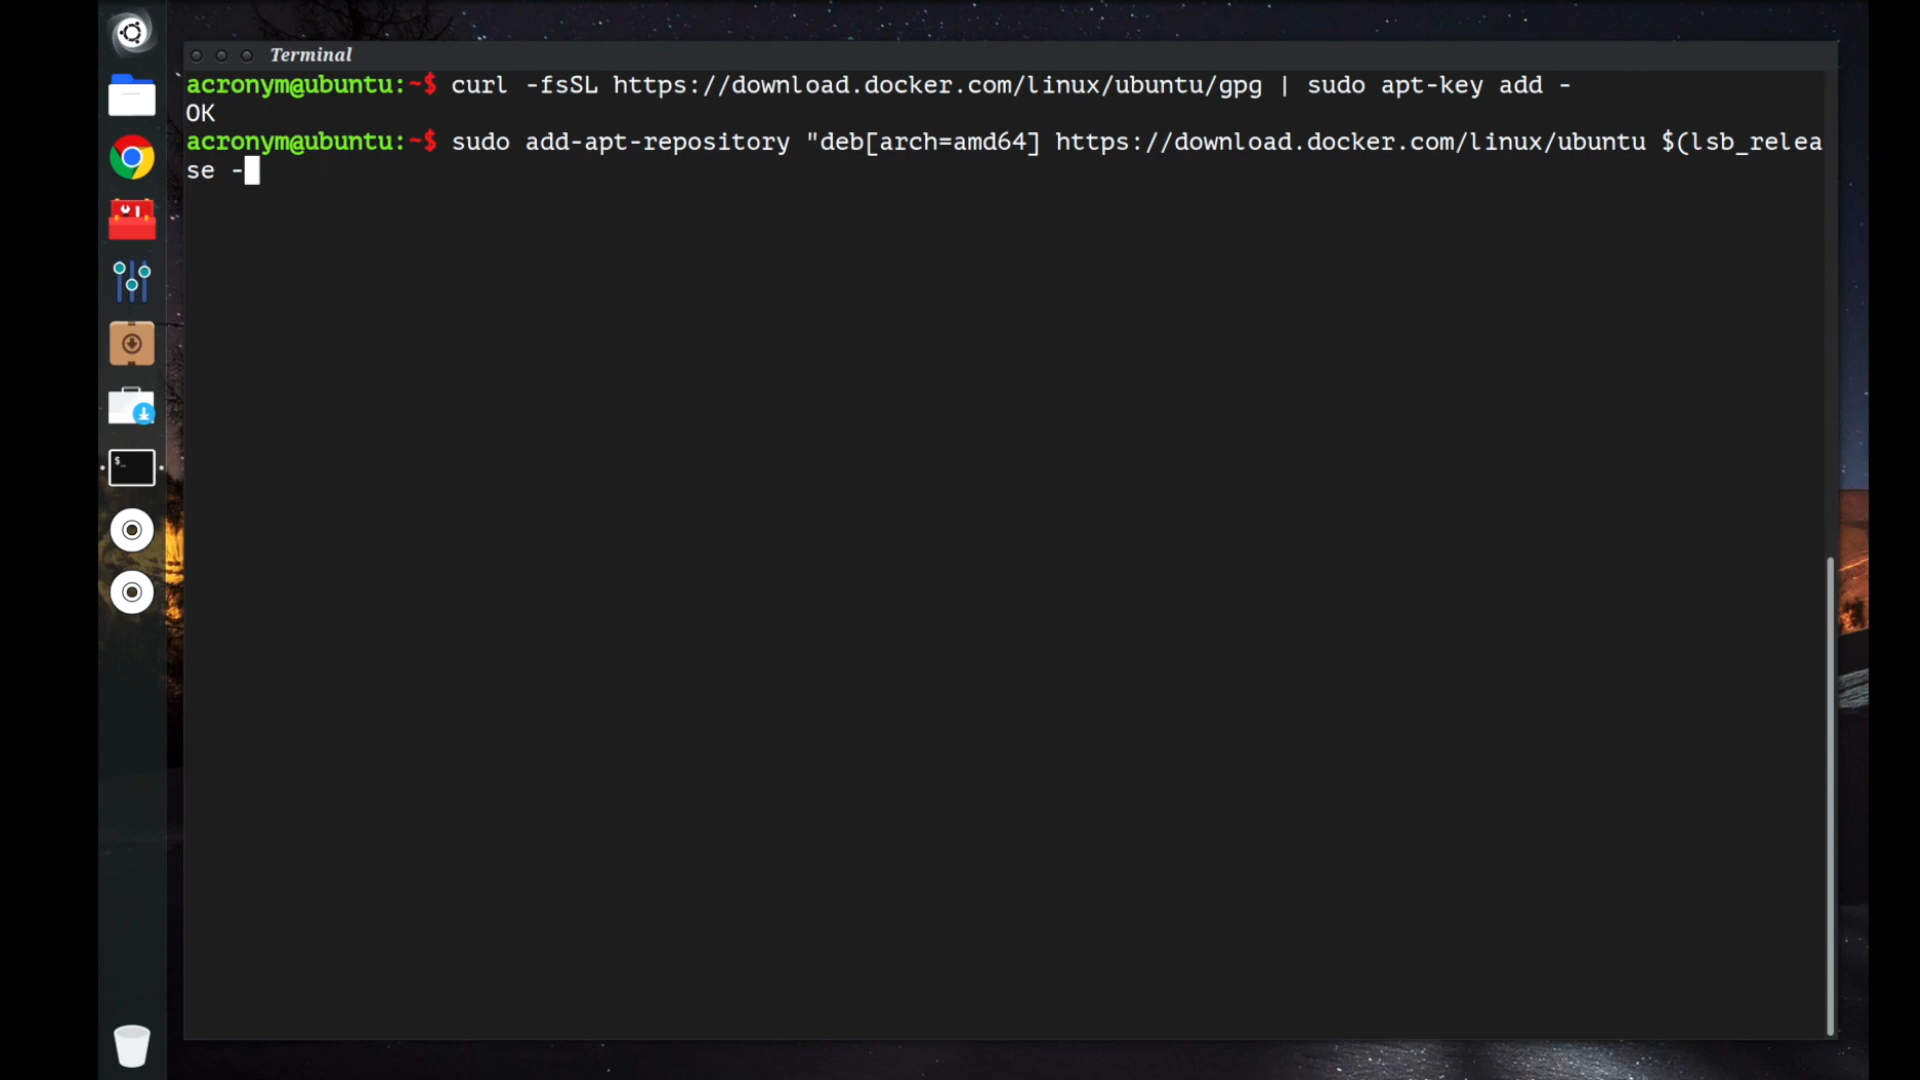 Terminal
acronym@ubuntu:~$ curl -fsSL https://download.docker.com/linux/ubuntu/gpg | sudo apt-key add -
OK
acronym@ubuntu:~$ sudo add-apt-repository "deb[arch=amd64] https://download.docker.com/linux/ubuntu $(lsb_relea
se -